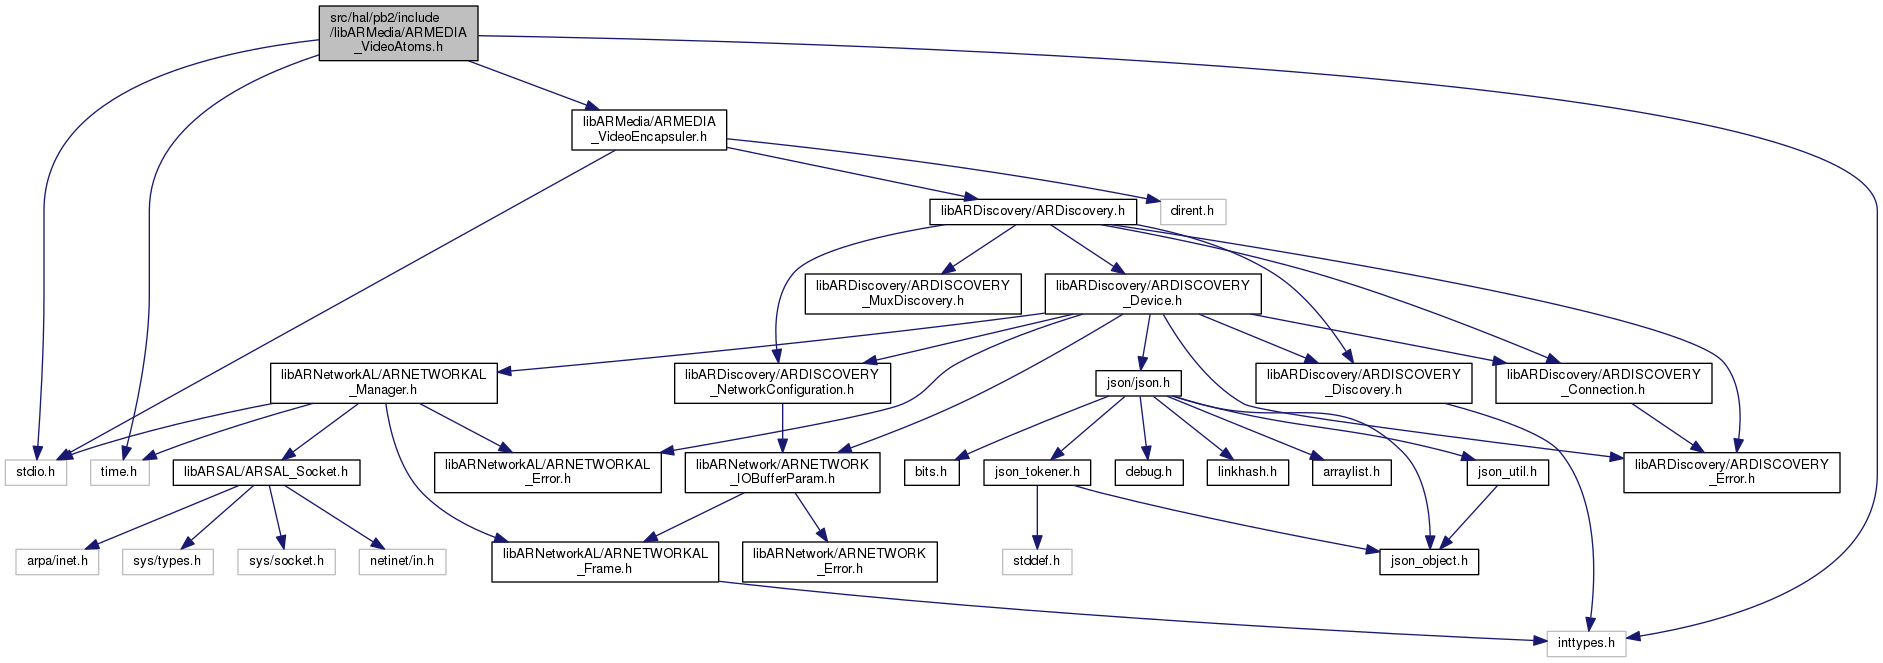 src/hal/pb2/include
/libARMedia/ARMEDIA
_VideoAtoms.h
libARMedia/ARMEDIA
_VideoEncapsuler.h
libARDiscovery/ARDiscovery.h
dirent.h
libARDiscovery/ARDISCOVERY
_MuxDiscovery.h
libARDiscovery/ARDISCOVERY
_Device.h
libARNetworkAL/ARNETWORKAL
_Manager.h
libARDiscovery/ARDISCOVERY
_NetworkConfiguration.h
json/json.h
libARDiscovery/ARDISCOVERY
_Discovery.h
libARDiscovery/ARDISCOVERY
_Connection.h
stdio.h
time.h
libARSAL/ARSAL_Socket.h
libARNetworkAL/ARNETWORKAL
_Error.h
libARNetwork/ARNETWORK
_IOBufferParam.h
bits.h
json_tokener.h
debug.h
linkhash.h
arraylist.h
json_util.h
libARDiscovery/ARDISCOVERY
_Error.h
arpa/inet.h
sys/types.h
sys/socket.h
netinet/in.h
libARNetworkAL/ARNETWORKAL
_Frame.h
libARNetwork/ARNETWORK
_Error.h
stddef.h
json_object.h
inttypes.h